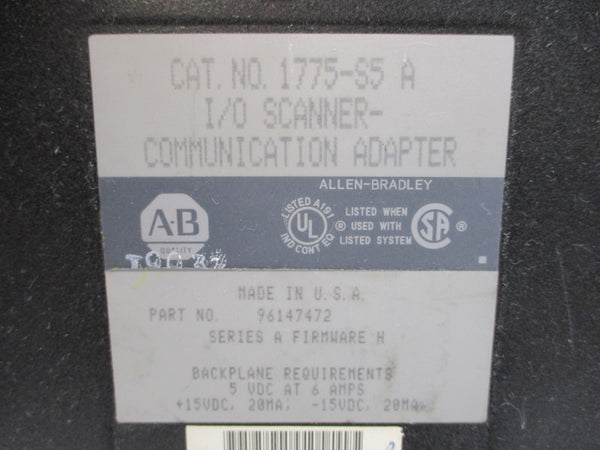 CAT. NO. 1775-S5 A
I/O SCANNER-
COMMUNICATION ADAPTER
ALLEN-BRADLEY
A-B
QUALITY
LISTED A191
UL
IND CONT EQ
®
LISTED WHEN
USED WITH
LISTED SYSTEM
SA
®
MADE IN U.S.A.
PART NO. 96147472
SERIES A FIRMWARE H
BACKPLANE REQUIREMENTS
5 VDC AT 6 AMPS
+15VDC, 20MA; -15VDC, 20MA